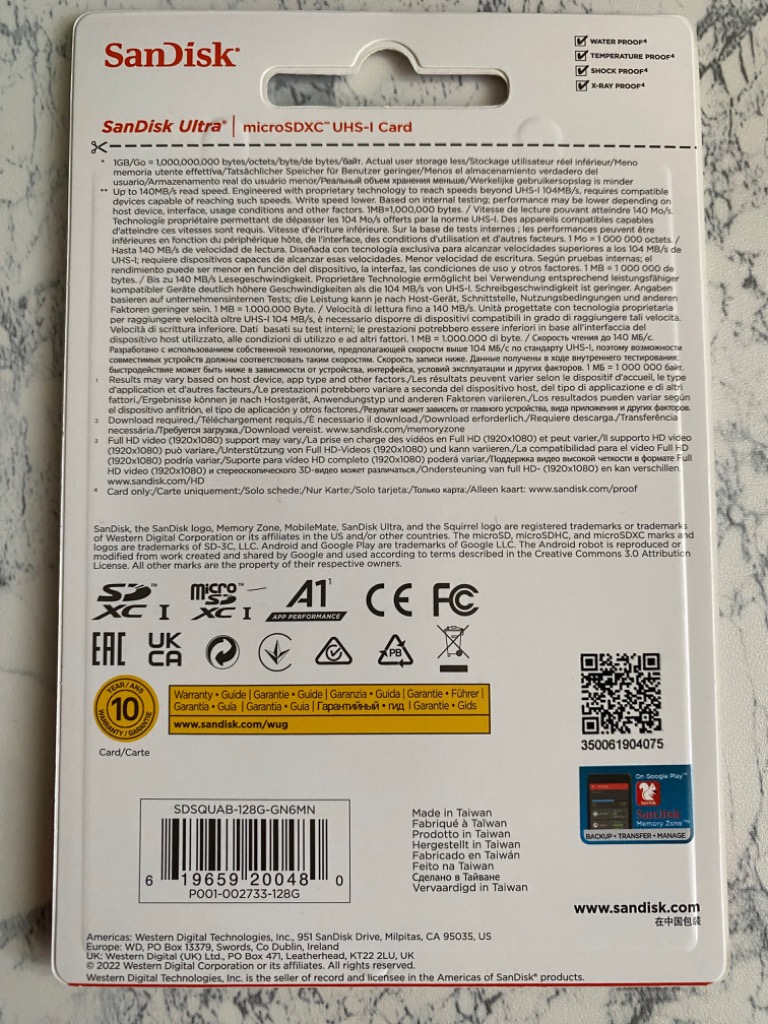 SanDisk®
WATER PROOF⁴
TEMPERATURE PROOF⁴
SHOCK PROOF⁴
X-RAY PROOF⁴
SanDisk Ultra® | microSDXC™ UHS-I Card
* 1GB/Go = 1,000,000,000 bytes/octets/byte/de bytes/байт. Actual user storage less/Stockage utilisateur réel inférieur/Meno
memoria utente effettiva/Tatsächlicher Speicher für Benutzer geringer/Menos el almacenamiento verdadero del
usuario/Armazenamento real do usuário menor/Реальный объем хранения меньше/Werkelijke gebruikersopslag is minder
** Up to 140MB/s read speed. Engineered with proprietary technology to reach speeds beyond UHS-I 104MB/s, requires compatible
devices capable of reaching such speeds. Write speed lower. Based on internal testing; performance may be lower depending on
host device, interface, usage conditions and other factors. 1MB=1,000,000 bytes. / Vitesse de lecture pouvant atteindre 140 Mo/s.
Technologie propriétaire permettant de dépasser les 104 Mo/s offerts par la norme UHS-I. Des appareils compatibles capables
d'atteindre ces vitesses sont requis. Vitesse d'écriture inférieure. Sur la base de tests internes ; les performances peuvent être
inférieures en fonction du périphérique hôte, de l'interface, des conditions d'utilisation et d'autres facteurs. 1 Mo = 1 000 000 octets. /
Hasta 140 MB/s de velocidad de lectura. Diseñada con tecnología exclusiva para alcanzar velocidades superiores a los 104 MB/s de
UHS-I; requiere dispositivos capaces de alcanzar esas velocidades. Menor velocidad de escritura. Según pruebas internas; el
rendimiento puede ser menor en función del dispositivo, la interfaz, las condiciones de uso y otros factores. 1 MB = 1 000 000 de
bytes. / Bis zu 140 MB/s Lesegeschwindigkeit. Proprietäre Technologie ermöglicht bei Verwendung entsprechend leistungsfähiger
kompatibler Geräte deutlich höhere Geschwindigkeiten als die 104 MB/s von UHS-I. Schreibgeschwindigkeit ist geringer. Angaben
basieren auf unternehmensinternen Tests; die Leistung kann je nach Host-Gerät, Schnittstelle, Nutzungsbedingungen und anderen
Faktoren geringer sein. 1 MB = 1.000.000 Byte. / Velocità di lettura fino a 140 MB/s. Unità progettate con tecnologia proprietaria
per raggiungere velocità oltre UHS-I 104 MB/s, è necessario disporre di dispositivi compatibili in grado di raggiungere tali velocità.
Velocità di scrittura inferiore. Dati basati su test interni; le prestazioni potrebbero essere inferiori in base all'interfaccia del
dispositivo host utilizzato, alle condizioni di utilizzo e ad altri fattori. 1 MB = 1.000.000 di byte. / Скорость чтения до 140 МБ/с.
Разработано с использованием собственной технологии, предполагающей скорости выше 104 МБ/с по стандарту UHS-I, поэтому возможности
совместимых устройств должны соответствовать таким скоростям. Скорость записи ниже. Данные получены в ходе внутреннего тестирования;
быстродействие может быть ниже в зависимости от устройства, интерфейса, условий эксплуатации и других факторов. 1 МБ = 1 000 000 байт.
¹ Results may vary based on host device, app type and other factors./Les résultats peuvent varier selon le dispositif d'accueil, le type
d'application et d'autres facteurs./Le prestazioni potrebbero variare a seconda del dispositivo host, del tipo di applicazione e di altri
fattori./Ergebnisse können je nach Hostgerät, Anwendungstyp und anderen Faktoren variieren./Los resultados pueden variar según
el dispositivo anfitrión, el tipo de aplicación y otros factores./Результат может зависеть от главного устройства, вида приложения и других факторов.
² Download required./Téléchargement requis./È necessario il download./Download erforderlich./Requiere descarga./Transferência
necessária./Требуется загрузка./Download vereist. www.sandisk.com/memoryzone
³ Full HD video (1920x1080) support may vary./La prise en charge des vidéos en Full HD (1920x1080) et peut varier./Il supporto HD video
(1920x1080) può variare./Unterstützung von Full HD-Videos (1920x1080) und kann variieren./La compatibilidad para el video Full HD
(1920x1080) podría variar./Suporte para vídeo HD completo (1920x1080) poderá variar./Поддержка видео высокой четкости в формате Full
HD video (1920x1080) и стереоскопического 3D-видео может различаться./Ondersteuning van full HD- (1920x1080) en kan verschillen.
www.sandisk.com/HD
⁴ Card only:/Carte uniquement:/Solo schede:/Nur Karte:/Solo tarjeta:/Только карта:/Alleen kaart: www.sandisk.com/proof
SanDisk, the SanDisk logo, Memory Zone, MobileMate, SanDisk Ultra, and the Squirrel logo are registered trademarks or trademarks
of Western Digital Corporation or its affiliates in the US and/or other countries. The microSD, microSDHC, and microSDXC marks and
logos are trademarks of SD-3C, LLC. Android and Google Play are trademarks of Google LLC. The Android robot is reproduced or
modified from work created and shared by Google and used according to terms described in the Creative Commons 3.0 Attribution
License. All other marks are the property of their respective owners.
SD XC I™ micro SD XC I™ A1¹ APP PERFORMANCE CE FC
EAC UK CA PB
10 YEAR/ANS WARRANTY/GARANTIE
Warranty • Guide | Garantie • Guide | Garanzia • Guida | Garantie • Führer |
Garantía • Guía | Garantia • Guia | Гарантийный • гид | Garantie • Gids
www.sandisk.com/wug
Card/Carte
350061904075
On Google Play™
SanDisk®
Memory Zone™
BACKUP • TRANSFER • MANAGE
SDSQUAB-128G-GN6MN
6 19659 20048 0
P001-002733-128G
Made in Taiwan
Fabriqué à Taïwan
Prodotto in Taiwan
Hergestellt in Taiwan
Fabricado en Taiwán
Feito na Taiwan
Сделано в Тайване
Vervaardigd in Taiwan
www.sandisk.com
在中国包装
Americas: Western Digital Technologies, Inc., 951 SanDisk Drive, Milpitas, CA 95035, US
Europe: WD, PO Box 13379, Swords, Co Dublin, Ireland
UK: Western Digital (UK) Ltd., PO Box 471, Leatherhead, KT22 2LU, UK
© 2022 Western Digital Corporation or its affiliates. All rights reserved.
Western Digital Technologies, Inc. is the seller of record and licensee in the Americas of SanDisk® products.